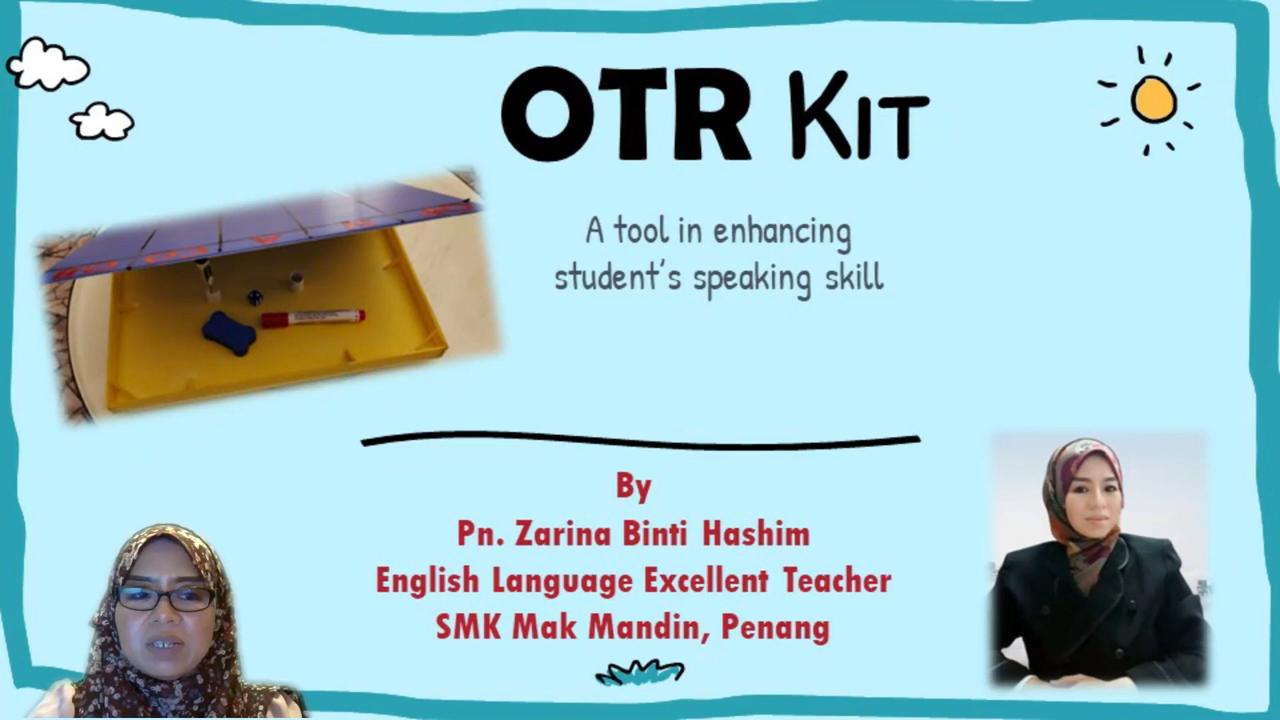 OTR KIT
A tool in enhancing
student's speaking skill
By
Pn. Zarina Binti Hashim
English Language Excellent Teacher
SMK Mak Mandin, Penang